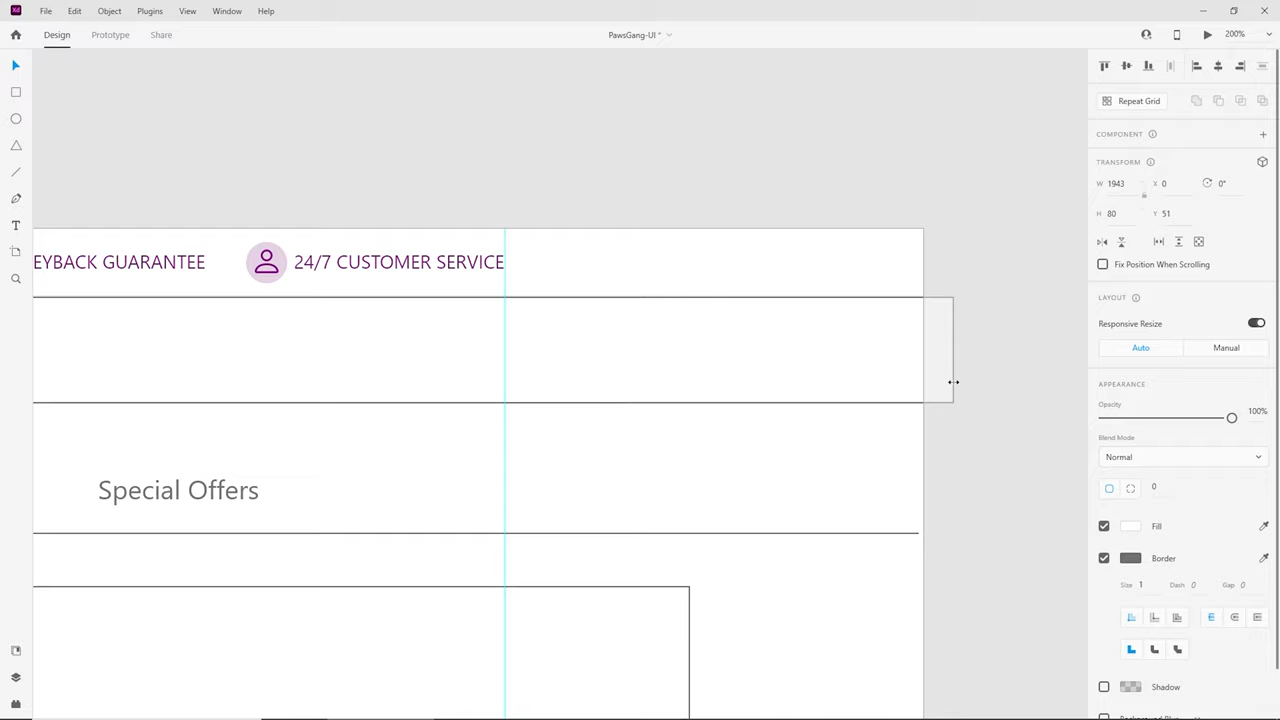 Xd File Edit Object Plugins View Window Help
Design Prototype Share PawsGang-UI * 200%
Repeat Grid
COMPONENT
TRANSFORM
W 1943 X 0 0°
H 80 Y 51
Fix Position When Scrolling
LAYOUT
Responsive Resize
Auto Manual
APPEARANCE
Opacity
100%
Blend Mode
Normal
0
Fill
Border
Size 1 Dash 0 Gap 0
Shadow
EYBACK GUARANTEE 24/7 CUSTOMER SERVICE
Special Offers